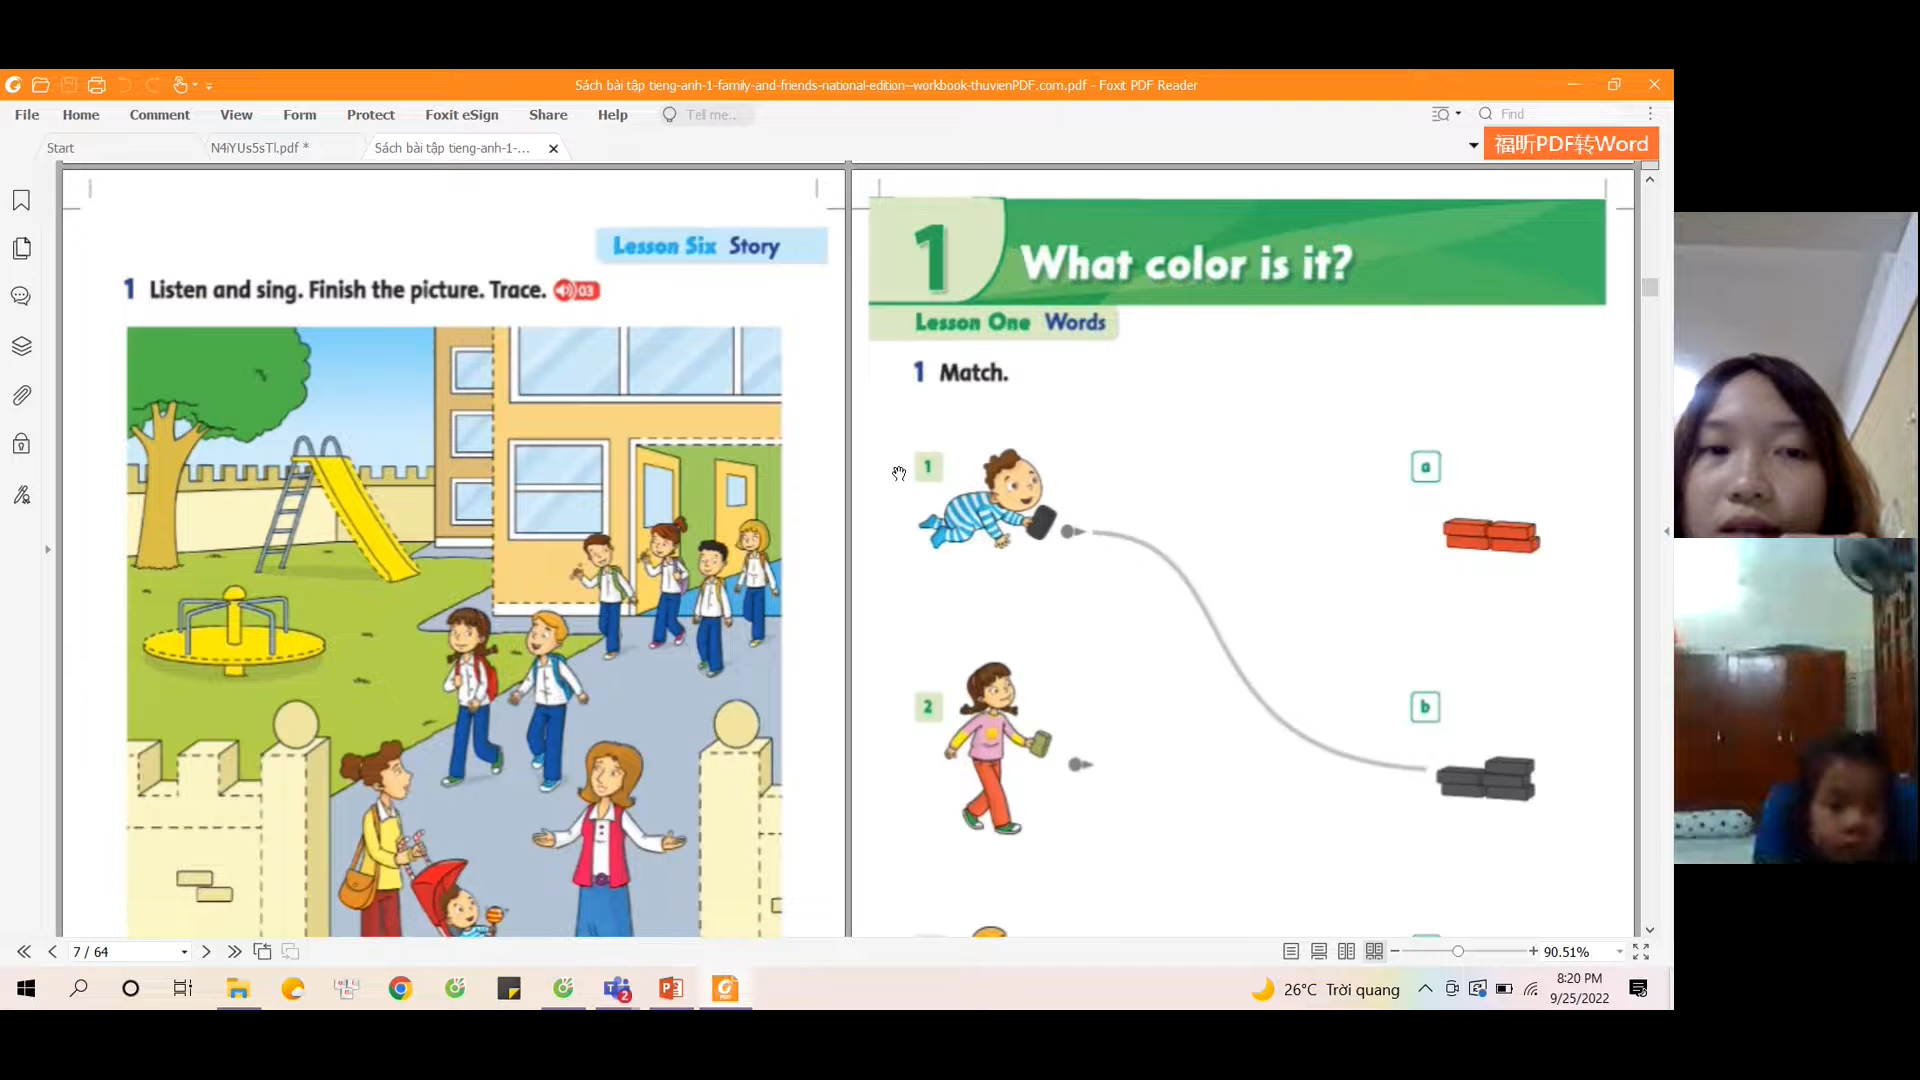 Sách bài tập tieng-anh-1-family-and-friends-national-edition--workbook-thuvienPDF.com.pdf - Foxit PDF Reader
File Home Comment View Form Protect Foxit eSign Share Help Tell me... Find
Start N4iYUs5sTl.pdf * Sách bài tập tieng-anh-1-... 福昕PDF转Word
Lesson Six Story
1 Listen and sing. Finish the picture. Trace. 03
1 What color is it?
Lesson One Words
1 Match.
1
a
2
b
7 / 64
90.51%
26°C Trời quang
8:20 PM
9/25/2022
2